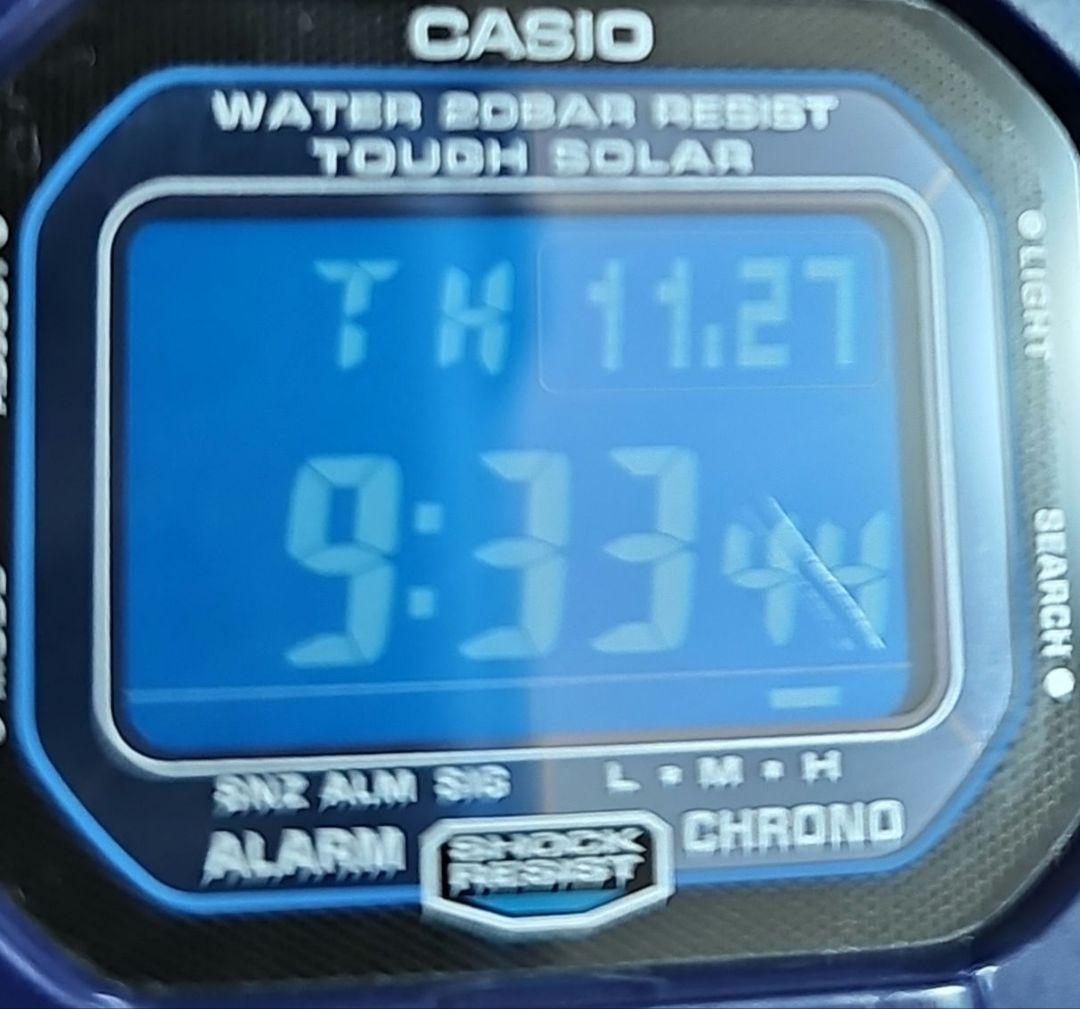 CASIO
WATER 20BAR RESIST
TOUGH SOLAR
TH 11.27
9:33 44
SNZ ALM SIG L • M • H
ALARM CHRONO
SHOCK
RESIST
LIGHT
SEARCH